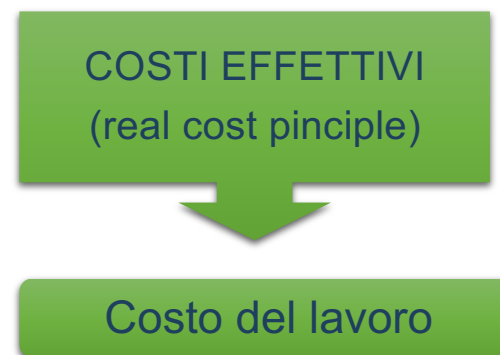 COSTI EFFETTIVI
(real cost pinciple)
Costo del lavoro